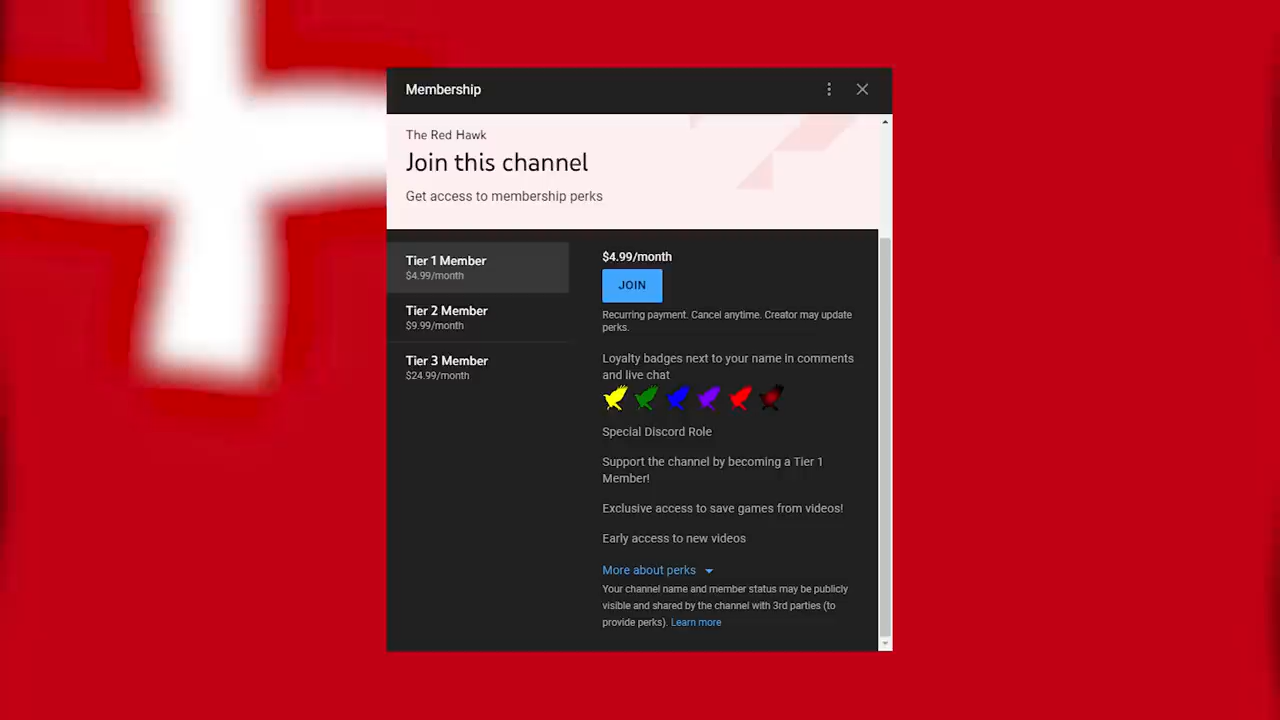 Membership
The Red Hawk
Join this channel
Get access to membership perks
Tier 1 Member
$4.99/month
Tier 2 Member
$9.99/month
Tier 3 Member
$24.99/month
$4.99/month
JOIN
Recurring payment. Cancel anytime. Creator may update
perks.
Loyalty badges next to your name in comments
and live chat
Special Discord Role
Support the channel by becoming a Tier 1
Member!
Exclusive access to save games from videos!
Early access to new videos
More about perks
Your channel name and member status may be publicly
visible and shared by the channel with 3rd parties (to
provide perks). Learn more